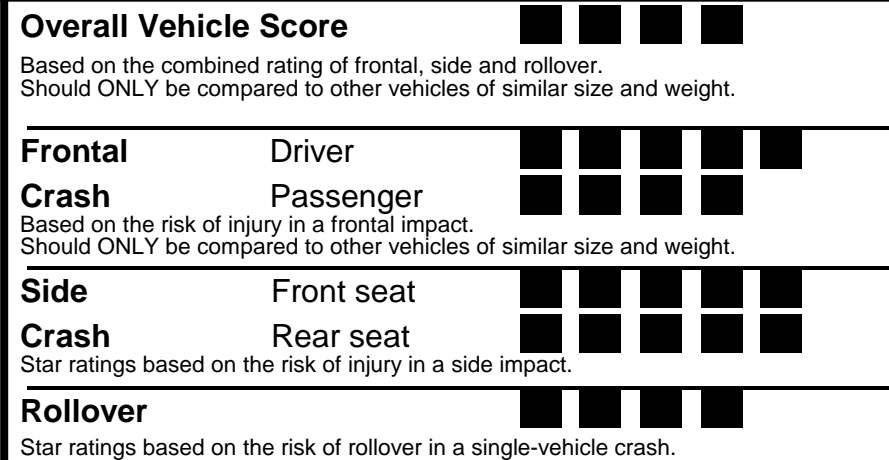 Overall Vehicle Score
Based on the combined rating of frontal, side and rollover.
Should ONLY be compared to other vehicles of similar size and weight.
Frontal Driver
Crash Passenger
Based on the risk of injury in a frontal impact.
Should ONLY be compared to other vehicles of similar size and weight.
Side Front seat
Crash Rear seat
Star ratings based on the risk of injury in a side impact.
Rollover
Star ratings based on the risk of rollover in a single-vehicle crash.